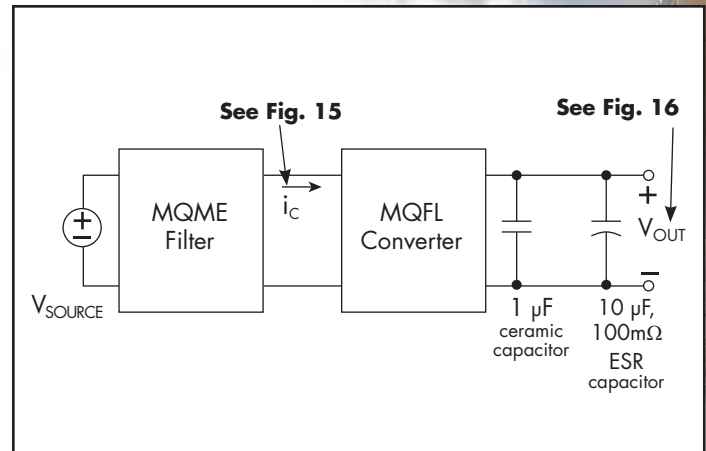 See Fig. 15
See Fig. 16
+
−
V_SOURCE
MQME
Filter
i_C
MQFL
Converter
+
V_OUT
−
1 µF
ceramic
capacitor
10 µF,
100mΩ
ESR
capacitor